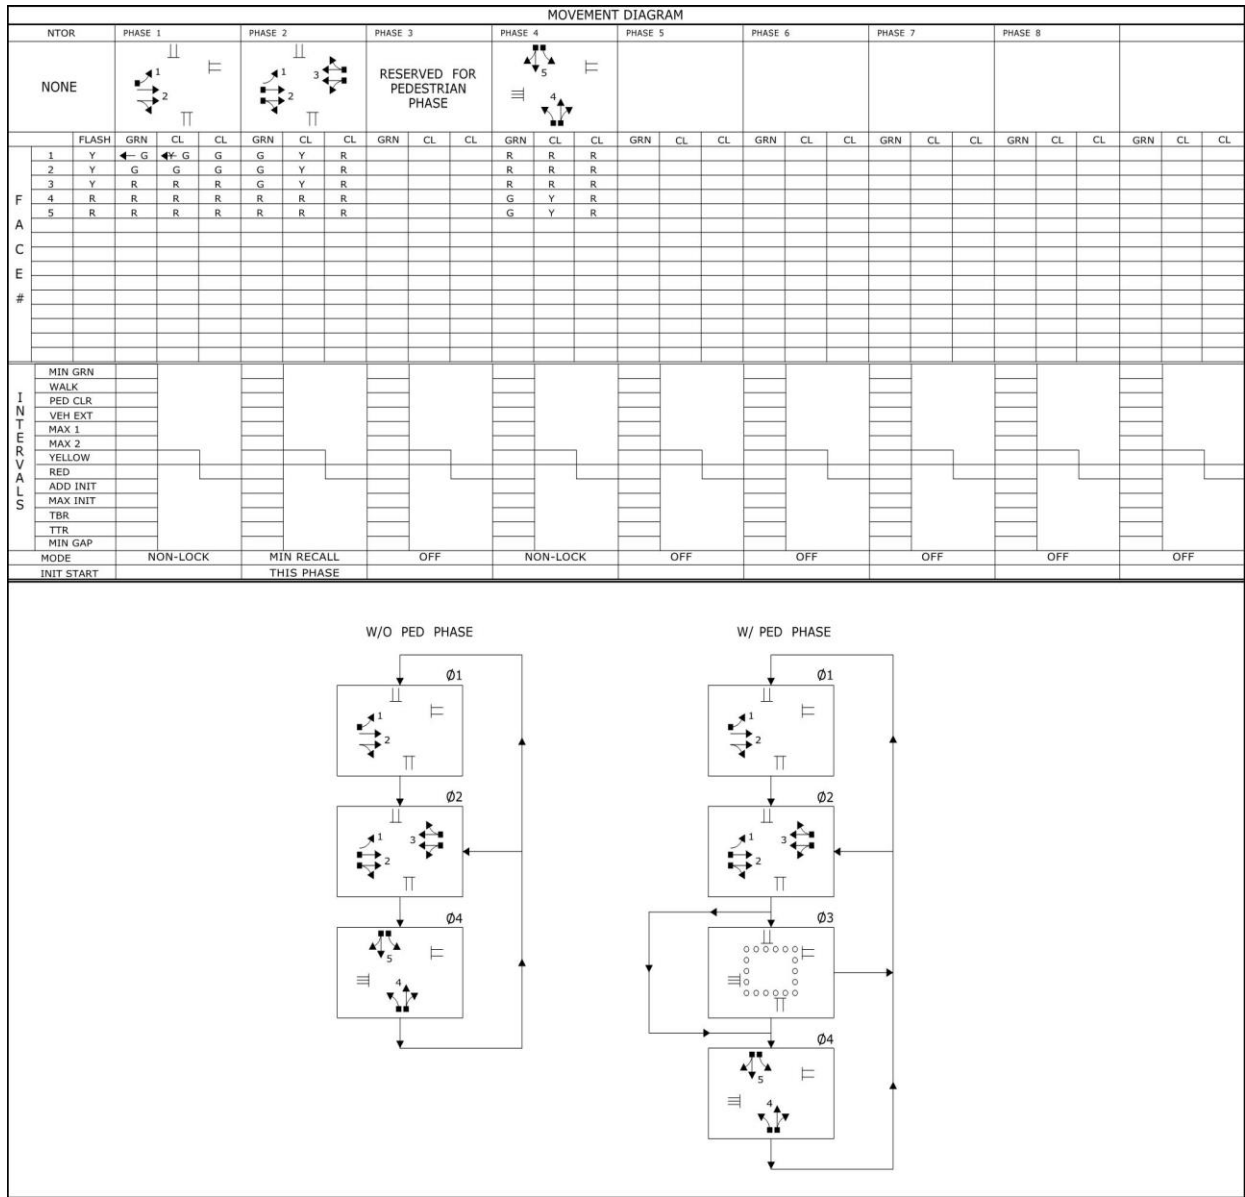 MOVEMENT DIAGRAM
NTOR PHASE 1 PHASE 2 PHASE 3 PHASE 4 PHASE 5 PHASE 6 PHASE 7 PHASE 8
NONE
1
2
1
2
3
RESERVED FOR
PEDESTRIAN
PHASE
5
4
FLASH GRN CL CL GRN CL CL GRN CL CL GRN CL CL GRN CL CL GRN CL CL GRN CL CL GRN CL CL GRN CL CL
FACE #
1 Y G Y G G G Y R R R R
2 Y G G G G Y R R R R
3 Y R R R G Y R R R R
4 R R R R R R R G Y R
5 R R R R R R R G Y R
INTERVALS
MIN GRN
WALK
PED CLR
VEH EXT
MAX 1
MAX 2
YELLOW
RED
ADD INIT
MAX INIT
TBR
TTR
MIN GAP
MODE NON-LOCK MIN RECALL OFF NON-LOCK OFF OFF OFF OFF OFF
INIT START THIS PHASE
W/O PED PHASE W/ PED PHASE
Ø1 Ø1
1 1
2 2
Ø2 Ø2
1 3 1 3
2 2
Ø4 Ø3
5
4
Ø4
5
4